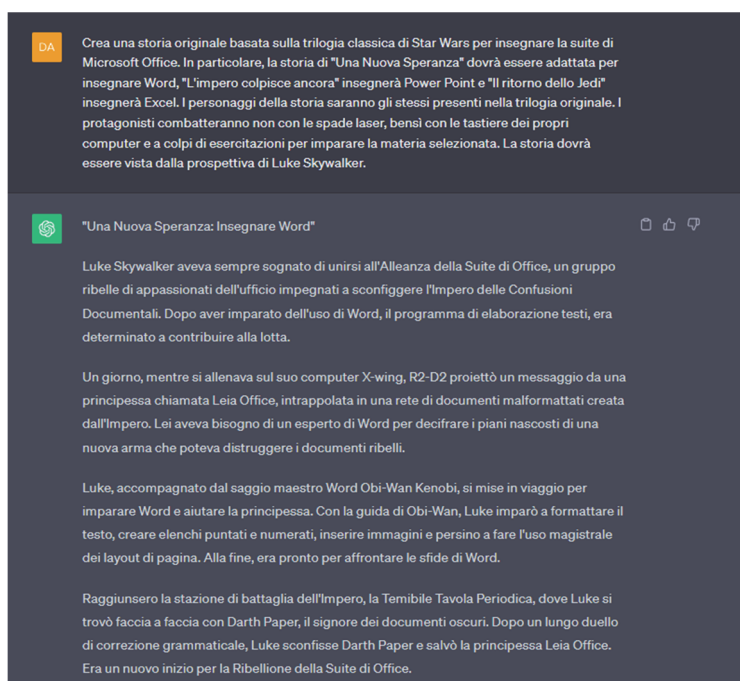 DA
Crea una storia originale basata sulla trilogia classica di Star Wars per insegnare la suite di
Microsoft Office. In particolare, la storia di "Una Nuova Speranza" dovrà essere adattata per
insegnare Word, "L'impero colpisce ancora" insegnerà Power Point e "Il ritorno dello Jedi"
insegnerà Excel. I personaggi della storia saranno gli stessi presenti nella trilogia originale. I
protagonisti combatteranno non con le spade laser, bensì con le tastiere dei propri
computer e a colpi di esercitazioni per imparare la materia selezionata. La storia dovrà
essere vista dalla prospettiva di Luke Skywalker.
"Una Nuova Speranza: Insegnare Word"
Luke Skywalker aveva sempre sognato di unirsi all'Alleanza della Suite di Office, un gruppo
ribelle di appassionati dell'ufficio impegnati a sconfiggere l'Impero delle Confusioni
Documentali. Dopo aver imparato dell'uso di Word, il programma di elaborazione testi, era
determinato a contribuire alla lotta.
Un giorno, mentre si allenava sul suo computer X-wing, R2-D2 proiettò un messaggio da una
principessa chiamata Leia Office, intrappolata in una rete di documenti malformattati creata
dall'Impero. Lei aveva bisogno di un esperto di Word per decifrare i piani nascosti di una
nuova arma che poteva distruggere i documenti ribelli.
Luke, accompagnato dal saggio maestro Word Obi-Wan Kenobi, si mise in viaggio per
imparare Word e aiutare la principessa. Con la guida di Obi-Wan, Luke imparò a formattare il
testo, creare elenchi puntati e numerati, inserire immagini e persino a fare l'uso magistrale
dei layout di pagina. Alla fine, era pronto per affrontare le sfide di Word.
Raggiunsero la stazione di battaglia dell'Impero, la Temibile Tavola Periodica, dove Luke si
trovò faccia a faccia con Darth Paper, il signore dei documenti oscuri. Dopo un lungo duello
di correzione grammaticale, Luke sconfisse Darth Paper e salvò la principessa Leia Office.
Era un nuovo inizio per la Ribellione della Suite di Office.